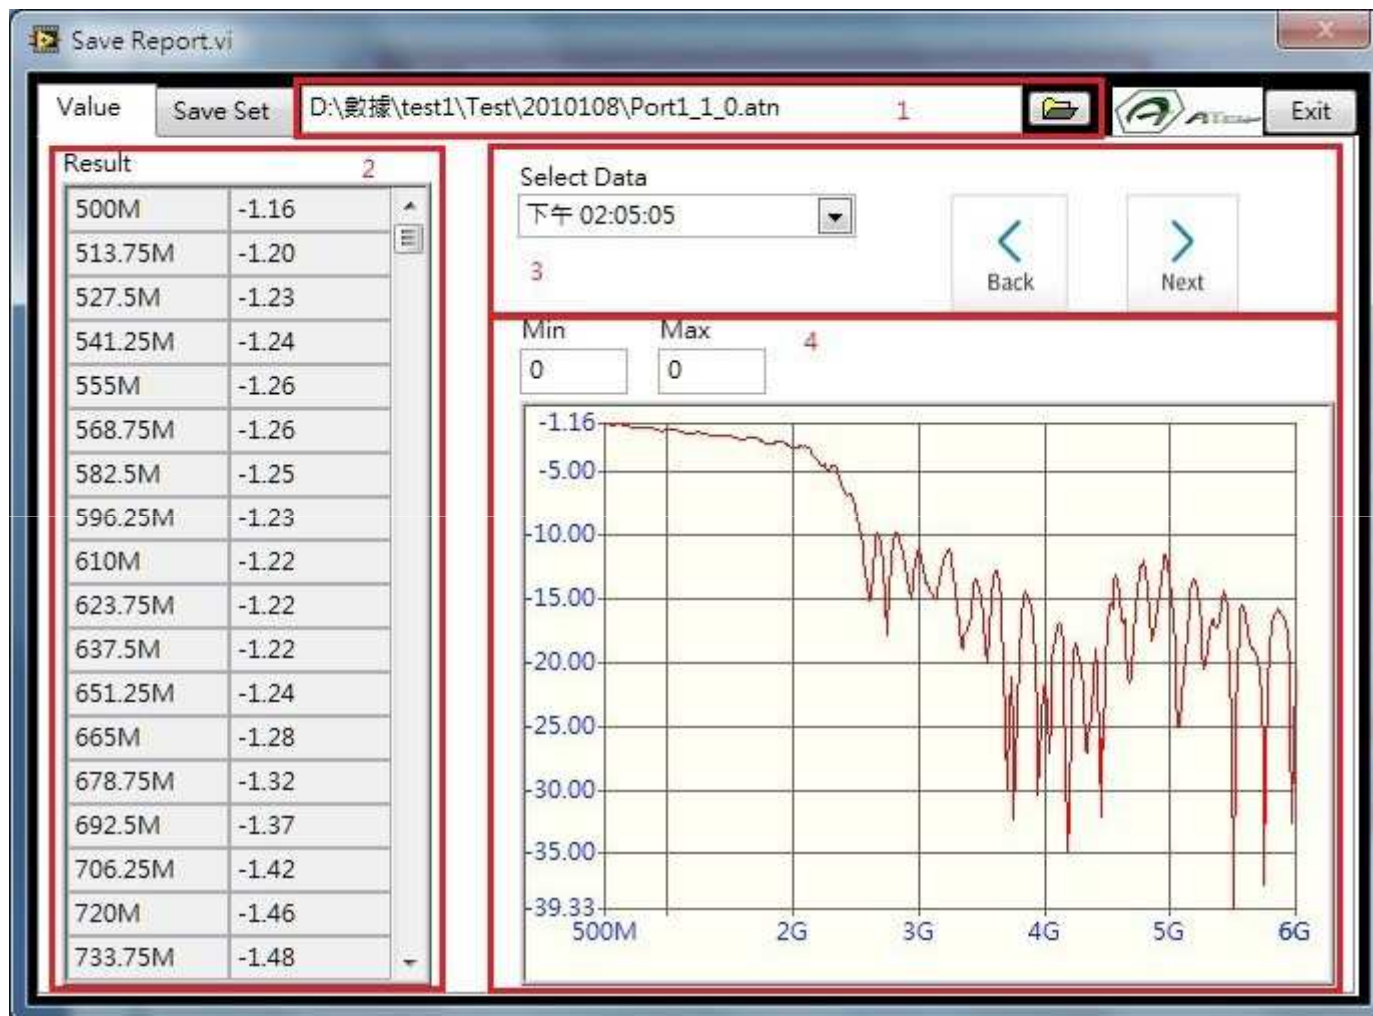 Save Report.vi
Value
Save Set
D:\數據\test1\Test\2010108\Port1_1_0.atn
1
Exit
Result
2
500M -1.16
513.75M -1.20
527.5M -1.23
541.25M -1.24
555M -1.26
568.75M -1.26
582.5M -1.25
596.25M -1.23
610M -1.22
623.75M -1.22
637.5M -1.22
651.25M -1.24
665M -1.28
678.75M -1.32
692.5M -1.37
706.25M -1.42
720M -1.46
733.75M -1.48
Select Data
下午 02:05:05
3
Back
Next
Min Max
4
0 0
-1.16
-5.00
-10.00
-15.00
-20.00
-25.00
-30.00
-35.00
-39.33
500M 2G 3G 4G 5G 6G